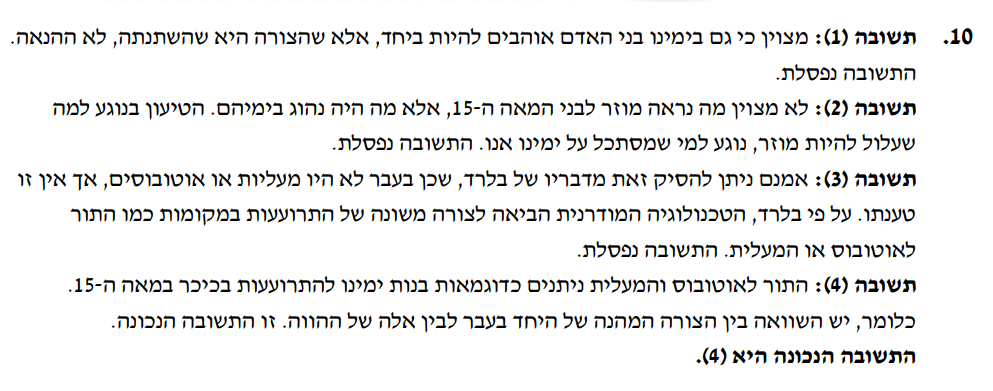 10. תשובה (1): מצוין כי גם בימינו בני האדם אוהבים להיות ביחד, אלא שהצורה היא שהשתנתה, לא ההנאה.
התשובה נפסלת.
תשובה (2): לא מצוין מה נראה מוזר לבני המאה ה-15, אלא מה היה נהוג בימיהם. הטיעון בנוגע למה
שעלול להיות מוזר, נוגע למי שמסתכל על ימינו אנו. התשובה נפסלת.
תשובה (3): אמנם ניתן להסיק זאת מדבריו של בלרד, שכן בעבר לא היו מעליות או אוטובוסים, אך אין זו
טענתו. על פי בלרד, הטכנולוגיה המודרנית הביאה לצורה משונה של התרועעות במקומות כמו התור
לאוטובוס או המעלית. התשובה נפסלת.
תשובה (4): התור לאוטובוס והמעלית ניתנים כדוגמאות בנות ימינו להתרועעות בכיכר במאה ה-15.
כלומר, יש השוואה בין הצורה המהנה של היחד בעבר לבין אלה של ההווה. זו התשובה הנכונה.
התשובה הנכונה היא (4).